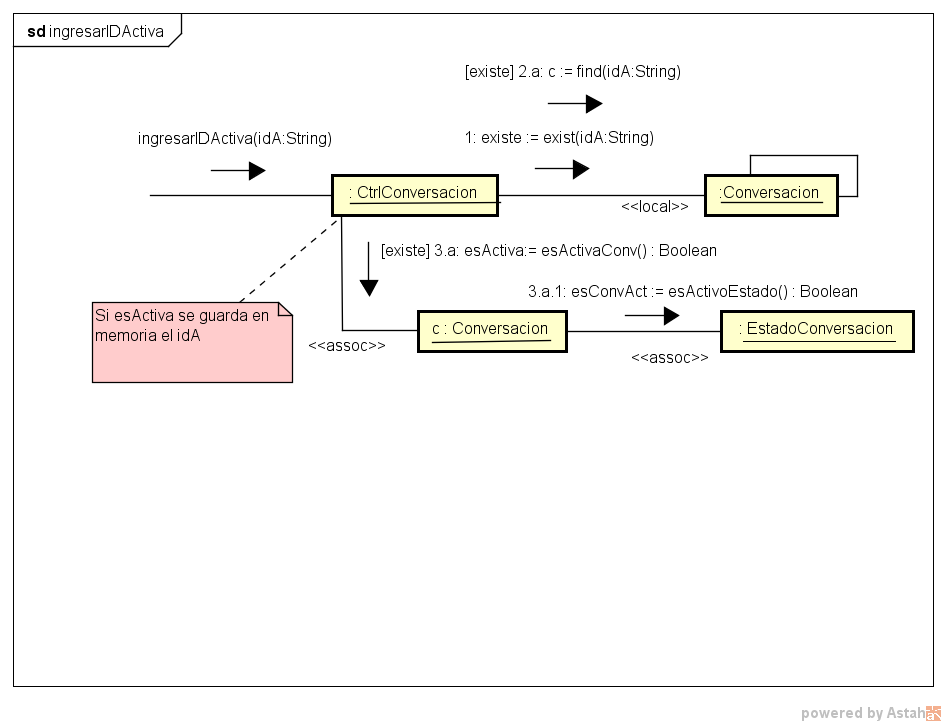 sd ingresarIDActiva
[existe] 2.a: c := find(idA:String)
ingresarIDActiva(idA:String)
1: existe := exist(idA:String)
: CtrlConversacion
:Conversacion
<<local>>
[existe] 3.a: esActiva:= esActivaConv() : Boolean
3.a.1: esConvAct := esActivoEstado() : Boolean
Si esActiva se guarda en
memoria el idA
c : Conversacion
: EstadoConversacion
<<assoc>>
<<assoc>>
powered by Astah